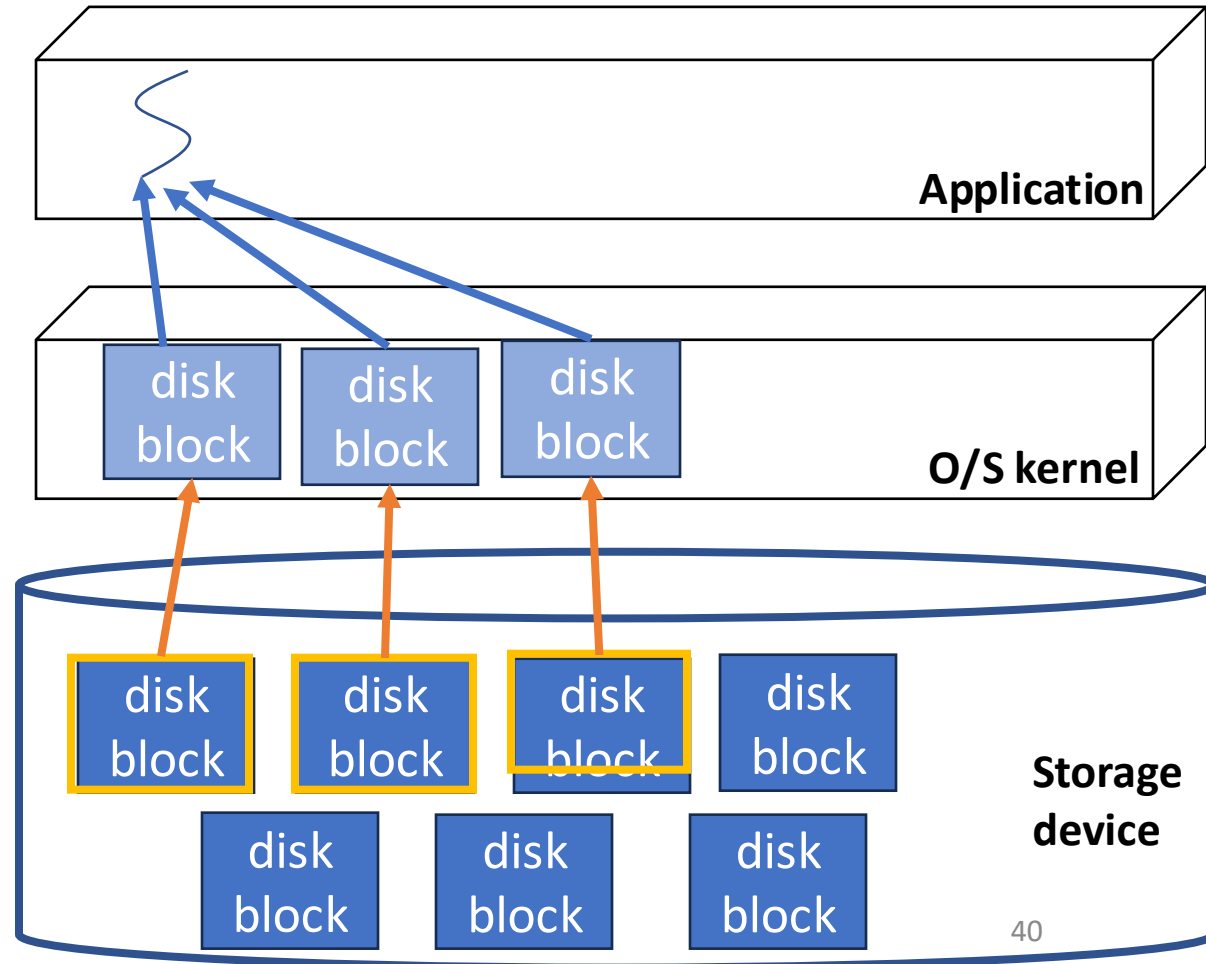 Application
disk
block
disk
block
disk
block
O/S kernel
disk
block
disk
block
disk
block
disk
block
Storage
device
disk
block
disk
block
disk
block
40